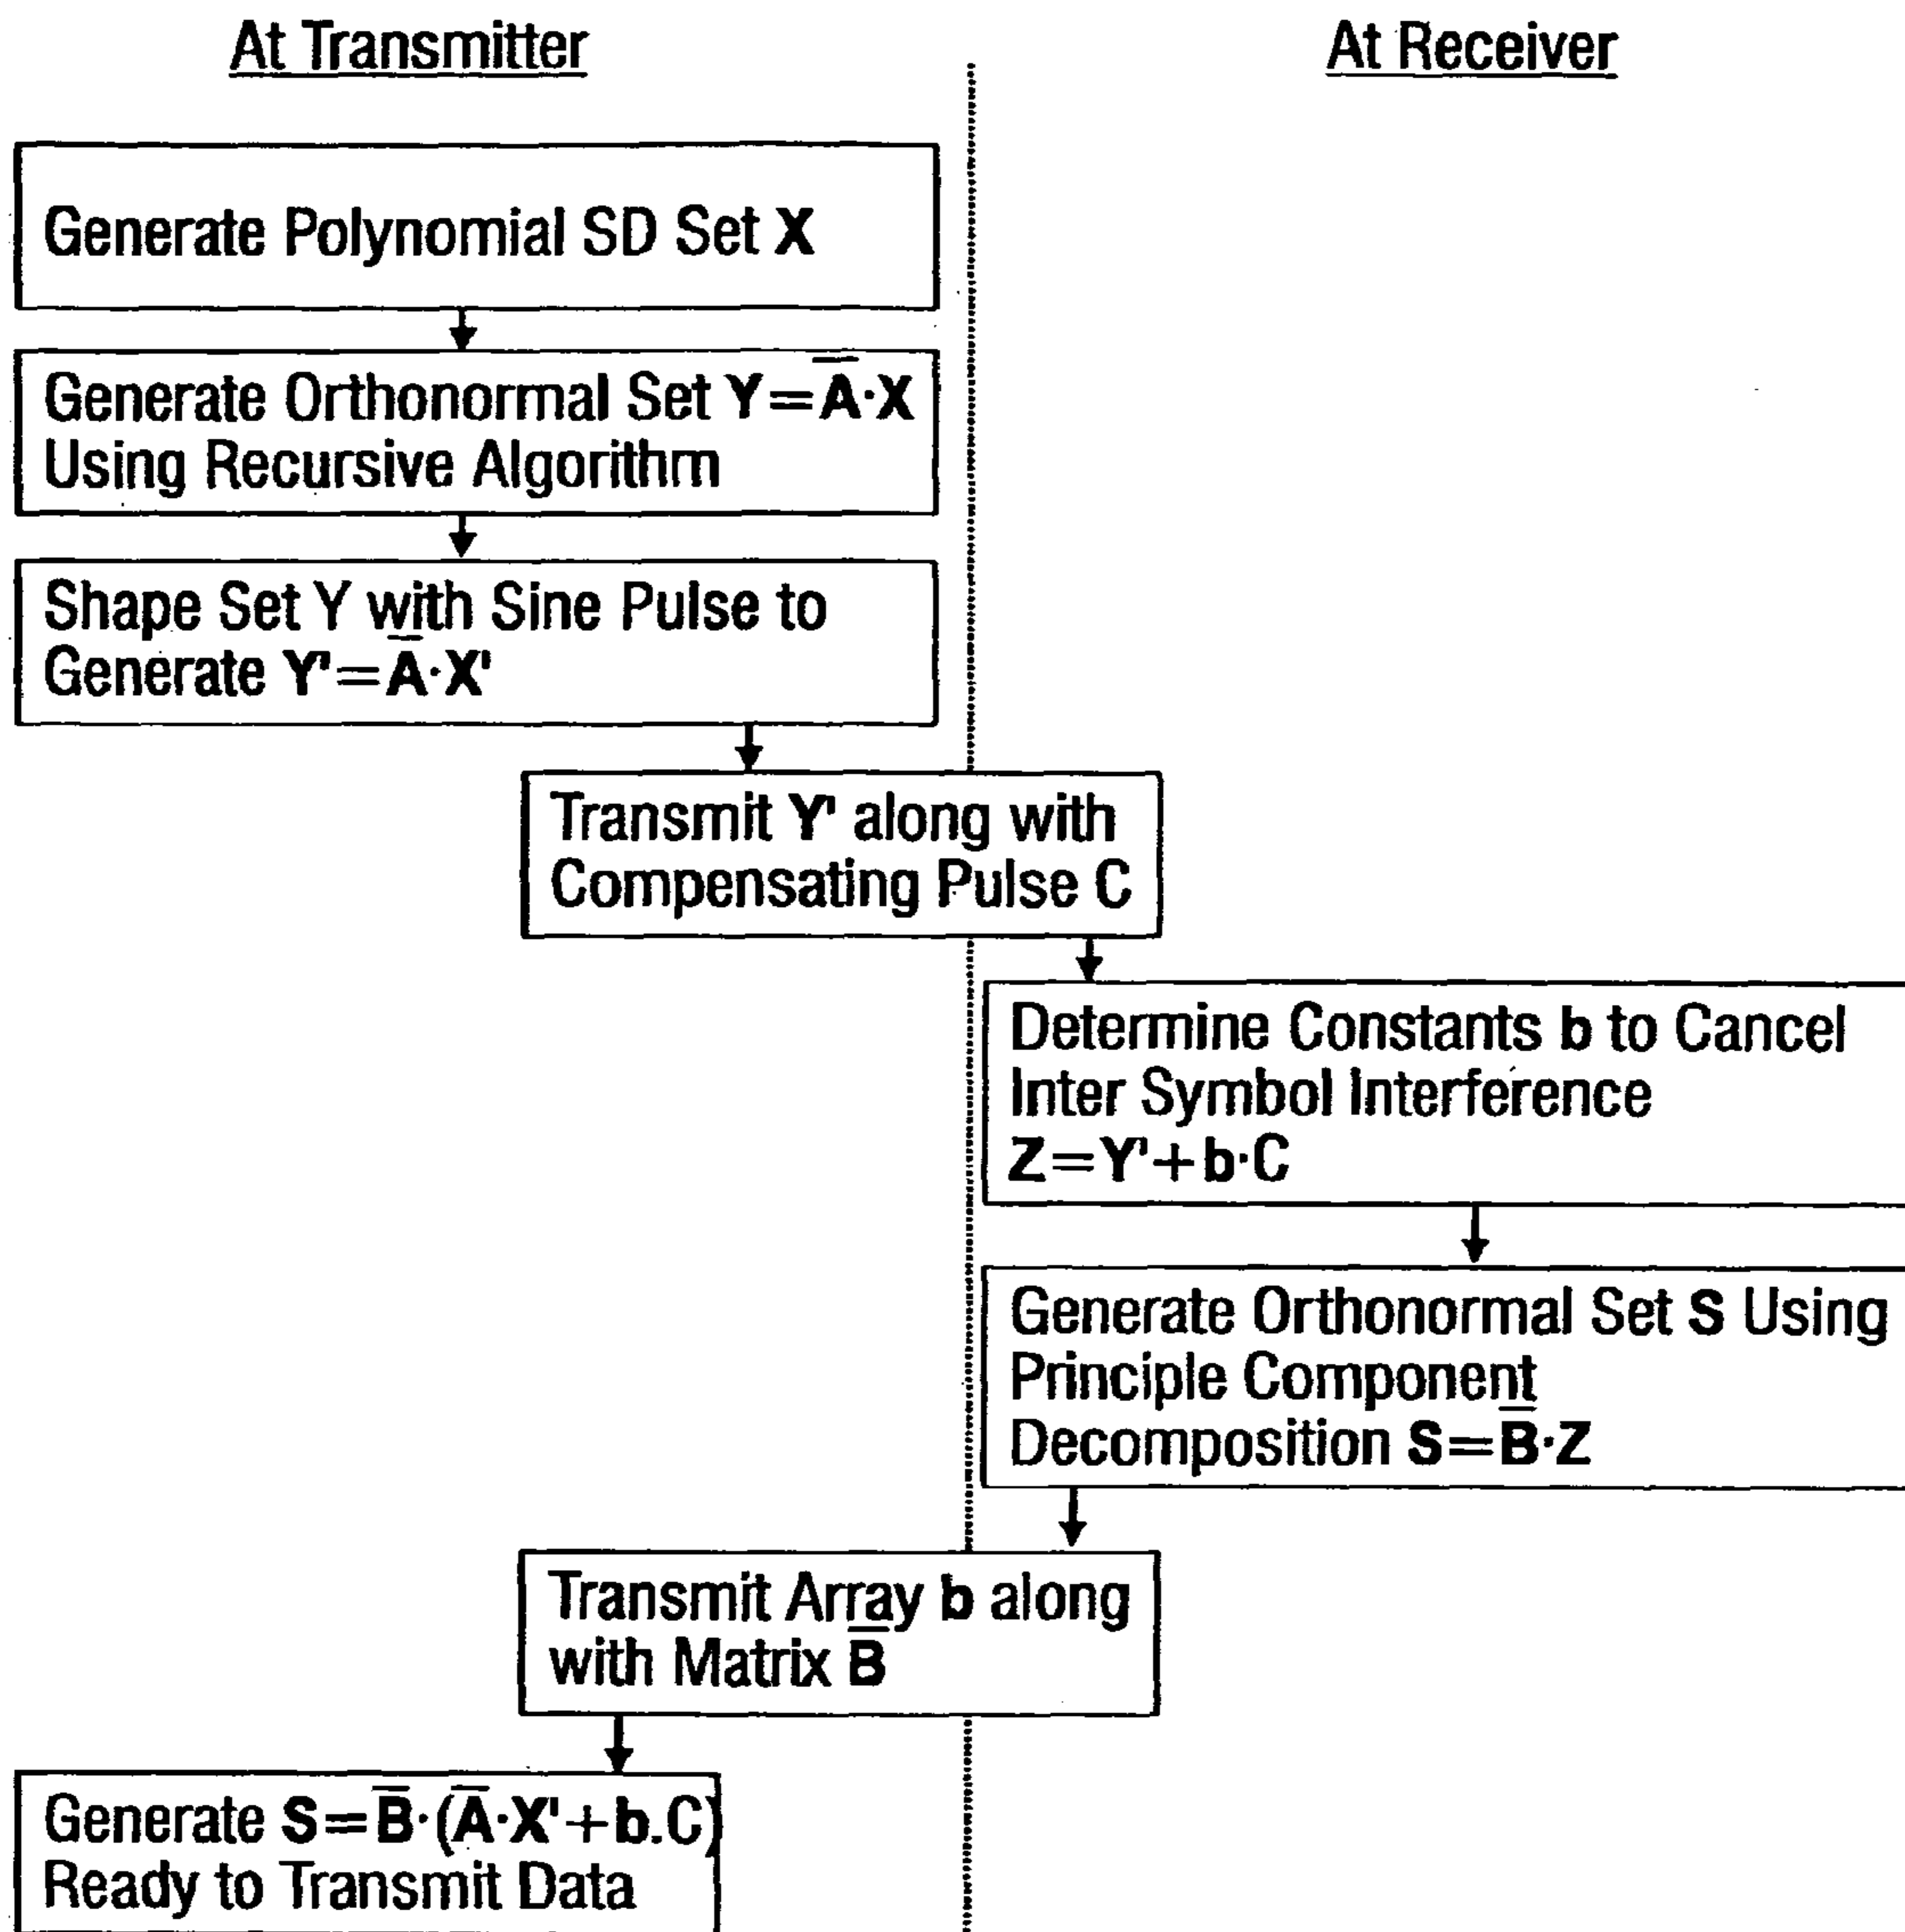 At Transmitter
At Receiver
Generate Polynomial SD Set X
Generate Orthonormal Set Y=A̅·X
Using Recursive Algorithm
Shape Set Y with Sine Pulse to
Generate Y'=A̅·X'
Transmit Y' along with
Compensating Pulse C
Determine Constants b to Cancel
Inter Symbol Interference
Z=Y'+b·C
Generate Orthonormal Set S Using
Principle Component
Decomposition S=B̅·Z
Transmit Array b along
with Matrix B̅
Generate S=B̅·(A̅·X'+b.C)
Ready to Transmit Data